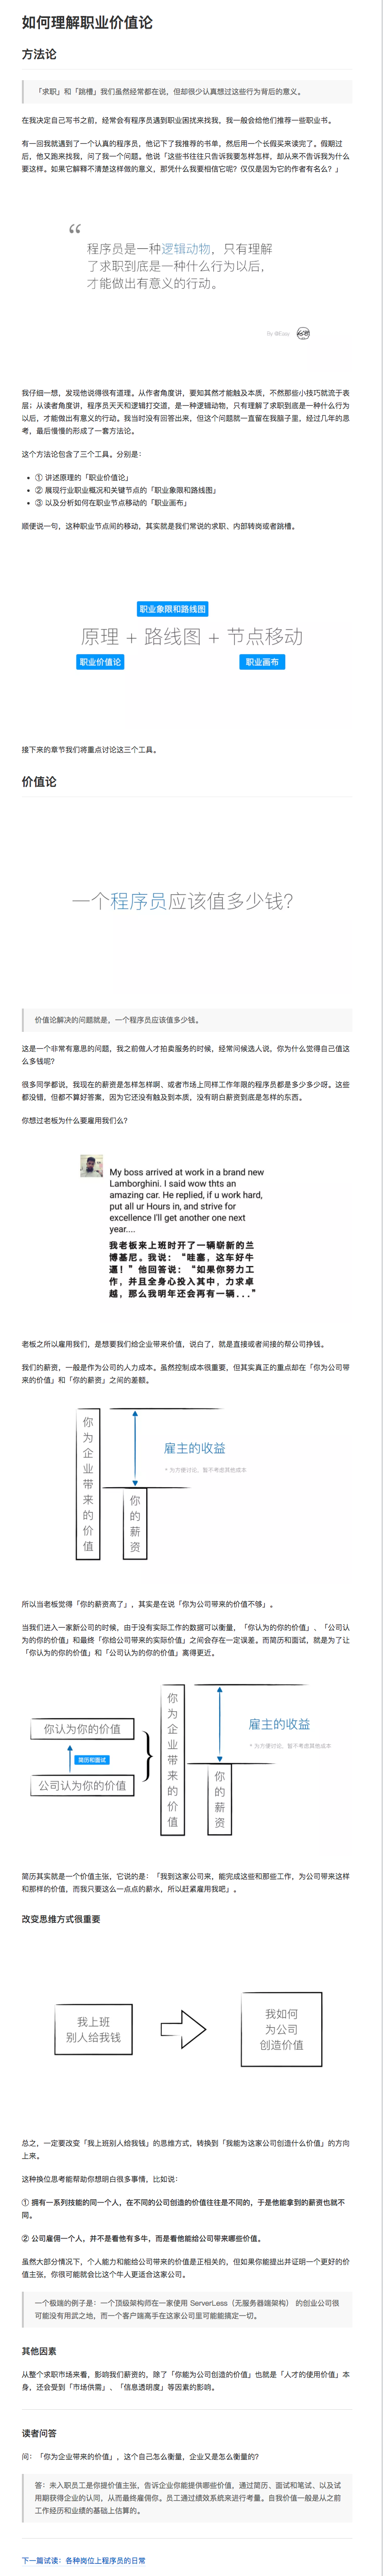 如何理解职业价值论
方法论
「求职」和「跳槽」我们虽然经常都在说，但却很少认真想过这些行为背后的意义。
在我决定自己写书之前，经常会有程序员遇到职业困扰来找我，我一般会给他们推荐一些职业书。
有一回我就遇到了一个认真的程序员，他记下了我推荐的书单，然后用一个长假买来读完了。假期过
后，他又跑来找我，问了我一个问题。他说「这些书往往只告诉我要怎样怎样，却从来不告诉我为什么
要这样。如果它解释不清楚这样做的意义，那凭什么我要相信它呢？仅仅是因为它的作者有名么？」
“
程序员是一种逻辑动物，只有理解
了求职到底是一种什么行为以后，
才能做出有意义的行动。
By @Easy
我仔细一想，发现他说得很有道理。从作者角度讲，要知其然才能触及本质，不然那些小技巧就流于表
层；从读者角度讲，程序员天天和逻辑打交道，是一种逻辑动物，只有理解了求职到底是一种什么行为
以后，才能做出有意义的行动。我当时没有回答出来，但这个问题就一直留在我脑子里，经过几年的思
考，最后慢慢的形成了一套方法论。
这个方法论包含了三个工具。分别是：
• ① 讲述原理的「职业价值论」
• ② 展现行业职业概况和关键节点的「职业象限和路线图」
• ③ 以及分析如何在职业节点移动的「职业画布」
顺便说一句，这种职业节点间的移动，其实就是我们常说的求职、内部转岗或者跳槽。
职业象限和路线图
原理 + 路线图 + 节点移动
职业价值论
职业画布
接下来的章节我们将重点讨论这三个工具。
价值论
一个程序员应该值多少钱？
价值论解决的问题就是，一个程序员应该值多少钱。
这是一个非常有意思的问题，我之前做人才拍卖服务的时候，经常问候选人说，你为什么觉得自己值这
么多钱呢？
很多同学都说，我现在的薪资是怎样怎样啊、或者市场上同样工作年限的程序员都是多少多少呀。这些
都没错，但都不算好答案，因为它还没有触及到本质，没有明白薪资到底是怎样的东西。
你想过老板为什么要雇用我们么？
My boss arrived at work in a brand new
Lamborghini. I said wow thts an
amazing car. He replied, if u work hard,
put all ur Hours in, and strive for
excellence I'll get another one next
year....
我老板来上班时开了一辆崭新的兰
博基尼。我说：“哇塞，这车好牛
逼！”他回答说：“如果你努力工
作，并且全身心投入其中，力求卓
越，那么我明年还会再有一辆...”
老板之所以雇用我们，是想要我们给企业带来价值，说白了，就是直接或者间接的帮公司挣钱。
我们的薪资，一般是作为公司的人力成本。虽然控制成本很重要，但其实真正的重点却在「你为公司带
来的价值」和「你的薪资」之间的差额。
你为企业带来的价值
雇主的收益
* 为方便讨论，暂不考虑其他成本
你的薪资
所以当老板觉得「你的薪资高了」，其实是在说「你为公司带来的价值不够」。
当我们进入一家新公司的时候，由于没有实际工作的数据可以衡量，「你认为的你的价值」、「公司认
为的你的价值」和最终「你给公司带来的实际价值」之间会存在一定误差。而简历和面试，就是为了让
「你认为的你的价值」和「公司认为的你的价值」离得更近。
你认为你的价值
简历和面试
公司认为你的价值
你为企业带来的价值
雇主的收益
* 为方便讨论，暂不考虑其他成本
你的薪资
简历其实就是一个价值主张，它说的是：「我到这家公司来，能完成这些和那些工作，为公司带来这样
和那样的价值，而我只要这么一点点的薪水，所以赶紧雇用我吧」。
改变思维方式很重要
我上班
别人给我钱
我如何
为公司
创造价值
总之，一定要改变「我上班别人给我钱」的思维方式，转换到「我能为这家公司创造什么价值」的方向
上来。
这种换位思考能帮助你想明白很多事情，比如说：
① 拥有一系列技能的同一个人，在不同的公司创造的价值往往是不同的，于是他能拿到的薪资也就不
同。
② 公司雇佣一个人，并不是看他有多牛，而是看他能给公司带来哪些价值。
虽然大部分情况下，个人能力和能给公司带来的价值是正相关的，但如果你能提出并证明一个更好的价
值主张，你很可能就会比这个牛人更适合这家公司。
一个极端的例子是：一个顶级架构师在一家使用 ServerLess（无服务器端架构） 的创业公司很
可能没有用武之地，而一个客户端高手在这家公司里可能能搞定一切。
其他因素
从整个求职市场来看，影响我们薪资的，除了「你能为公司创造的价值」也就是「人才的使用价值」本
身，还会受到「市场供需」、「信息透明度」等因素的影响。
读者问答
问：「你为企业带来的价值」，这个自己怎么衡量，企业又是怎么衡量的？
答：未入职员工是你提价值主张，告诉企业你能提供哪些价值，通过简历、面试和笔试、以及试
用期获得企业的认同，从而最终雇佣你。员工通过绩效系统来进行考量。自我价值一般是从之前
工作经历和业绩的基础上估算的。
下一篇试读：各种岗位上程序员的日常